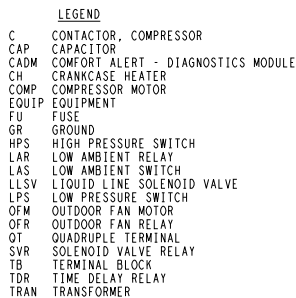 LEGEND
C CONTACTOR, COMPRESSOR
CAP CAPACITOR
CADM COMFORT ALERT - DIAGNOSTICS MODULE
CH CRANKCASE HEATER
COMP COMPRESSOR MOTOR
EQUIP EQUIPMENT
FU FUSE
GR GROUND
HPS HIGH PRESSURE SWITCH
LAR LOW AMBIENT RELAY
LAS LOW AMBIENT SWITCH
LLSV LIQUID LINE SOLENOID VALVE
LPS LOW PRESSURE SWITCH
OFM OUTDOOR FAN MOTOR
OFR OUTDOOR FAN RELAY
QT QUADRUPLE TERMINAL
SVR SOLENOID VALVE RELAY
TB TERMINAL BLOCK
TDR TIME DELAY RELAY
TRAN TRANSFORMER